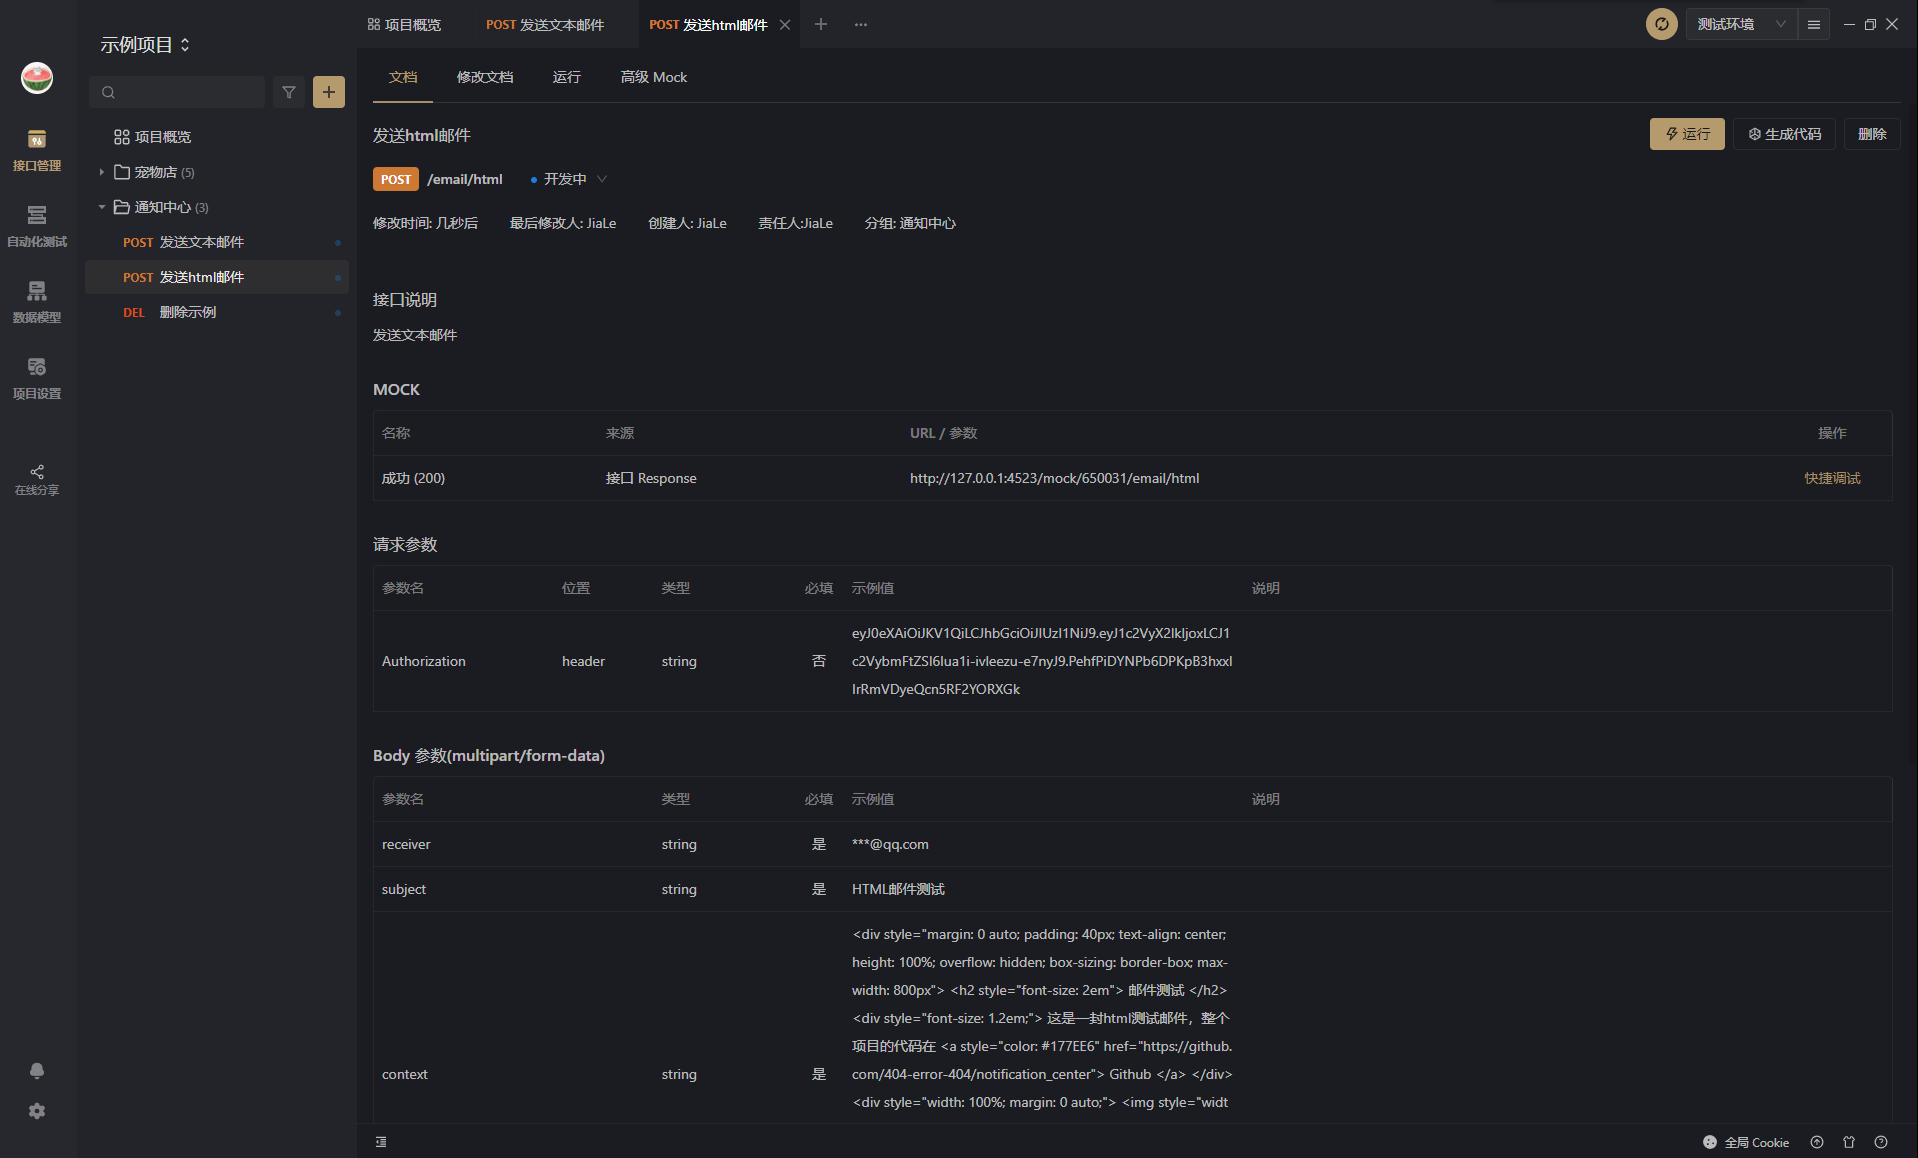 示例项目
接口管理
自动化测试
数据模型
项目设置
在线分享
项目概览
宠物店 (5)
通知中心 (3)
POST 发送文本邮件
POST 发送html邮件
DEL 删除示例
项目概览
POST 发送文本邮件
POST 发送html邮件
测试环境
文档
修改文档
运行
高级 Mock
发送html邮件
运行
生成代码
删除
POST /email/html 开发中
修改时间: 几秒后 最后修改人: JiaLe 创建人: JiaLe 责任人:JiaLe 分组: 通知中心
接口说明
发送文本邮件
MOCK
名称 来源 URL / 参数 操作
成功 (200) 接口 Response http://127.0.0.1:4523/mock/650031/email/html 快捷调试
请求参数
参数名 位置 类型 必填 示例值 说明
eyJ0eXAiOiJKV1QiLCJhbGciOiJIUzI1NiJ9.eyJ1c2VyX2lkIjoxLCJ1
Authorization header string 否 c2VybmFtZSI6Iua1i-ivleezu-e7nyJ9.PehfPiDYNPb6DPKpB3hxxl
IrRmVDyeQcn5RF2YORXGk
Body 参数(multipart/form-data)
参数名 类型 必填 示例值 说明
receiver string 是 ***@qq.com
subject string 是 HTML邮件测试
<div style="margin: 0 auto; padding: 40px; text-align: center;
height: 100%; overflow: hidden; box-sizing: border-box; max-
width: 800px"> <h2 style="font-size: 2em"> 邮件测试 </h2>
<div style="font-size: 1.2em;"> 这是一封html测试邮件，整个
项目的代码在 <a style="color: #177EE6" href="https://github.
context string 是 com/404-error-404/notification_center"> Github </a> </div>
<div style="width: 100%; margin: 0 auto;"> <img style="widt
全局 Cookie